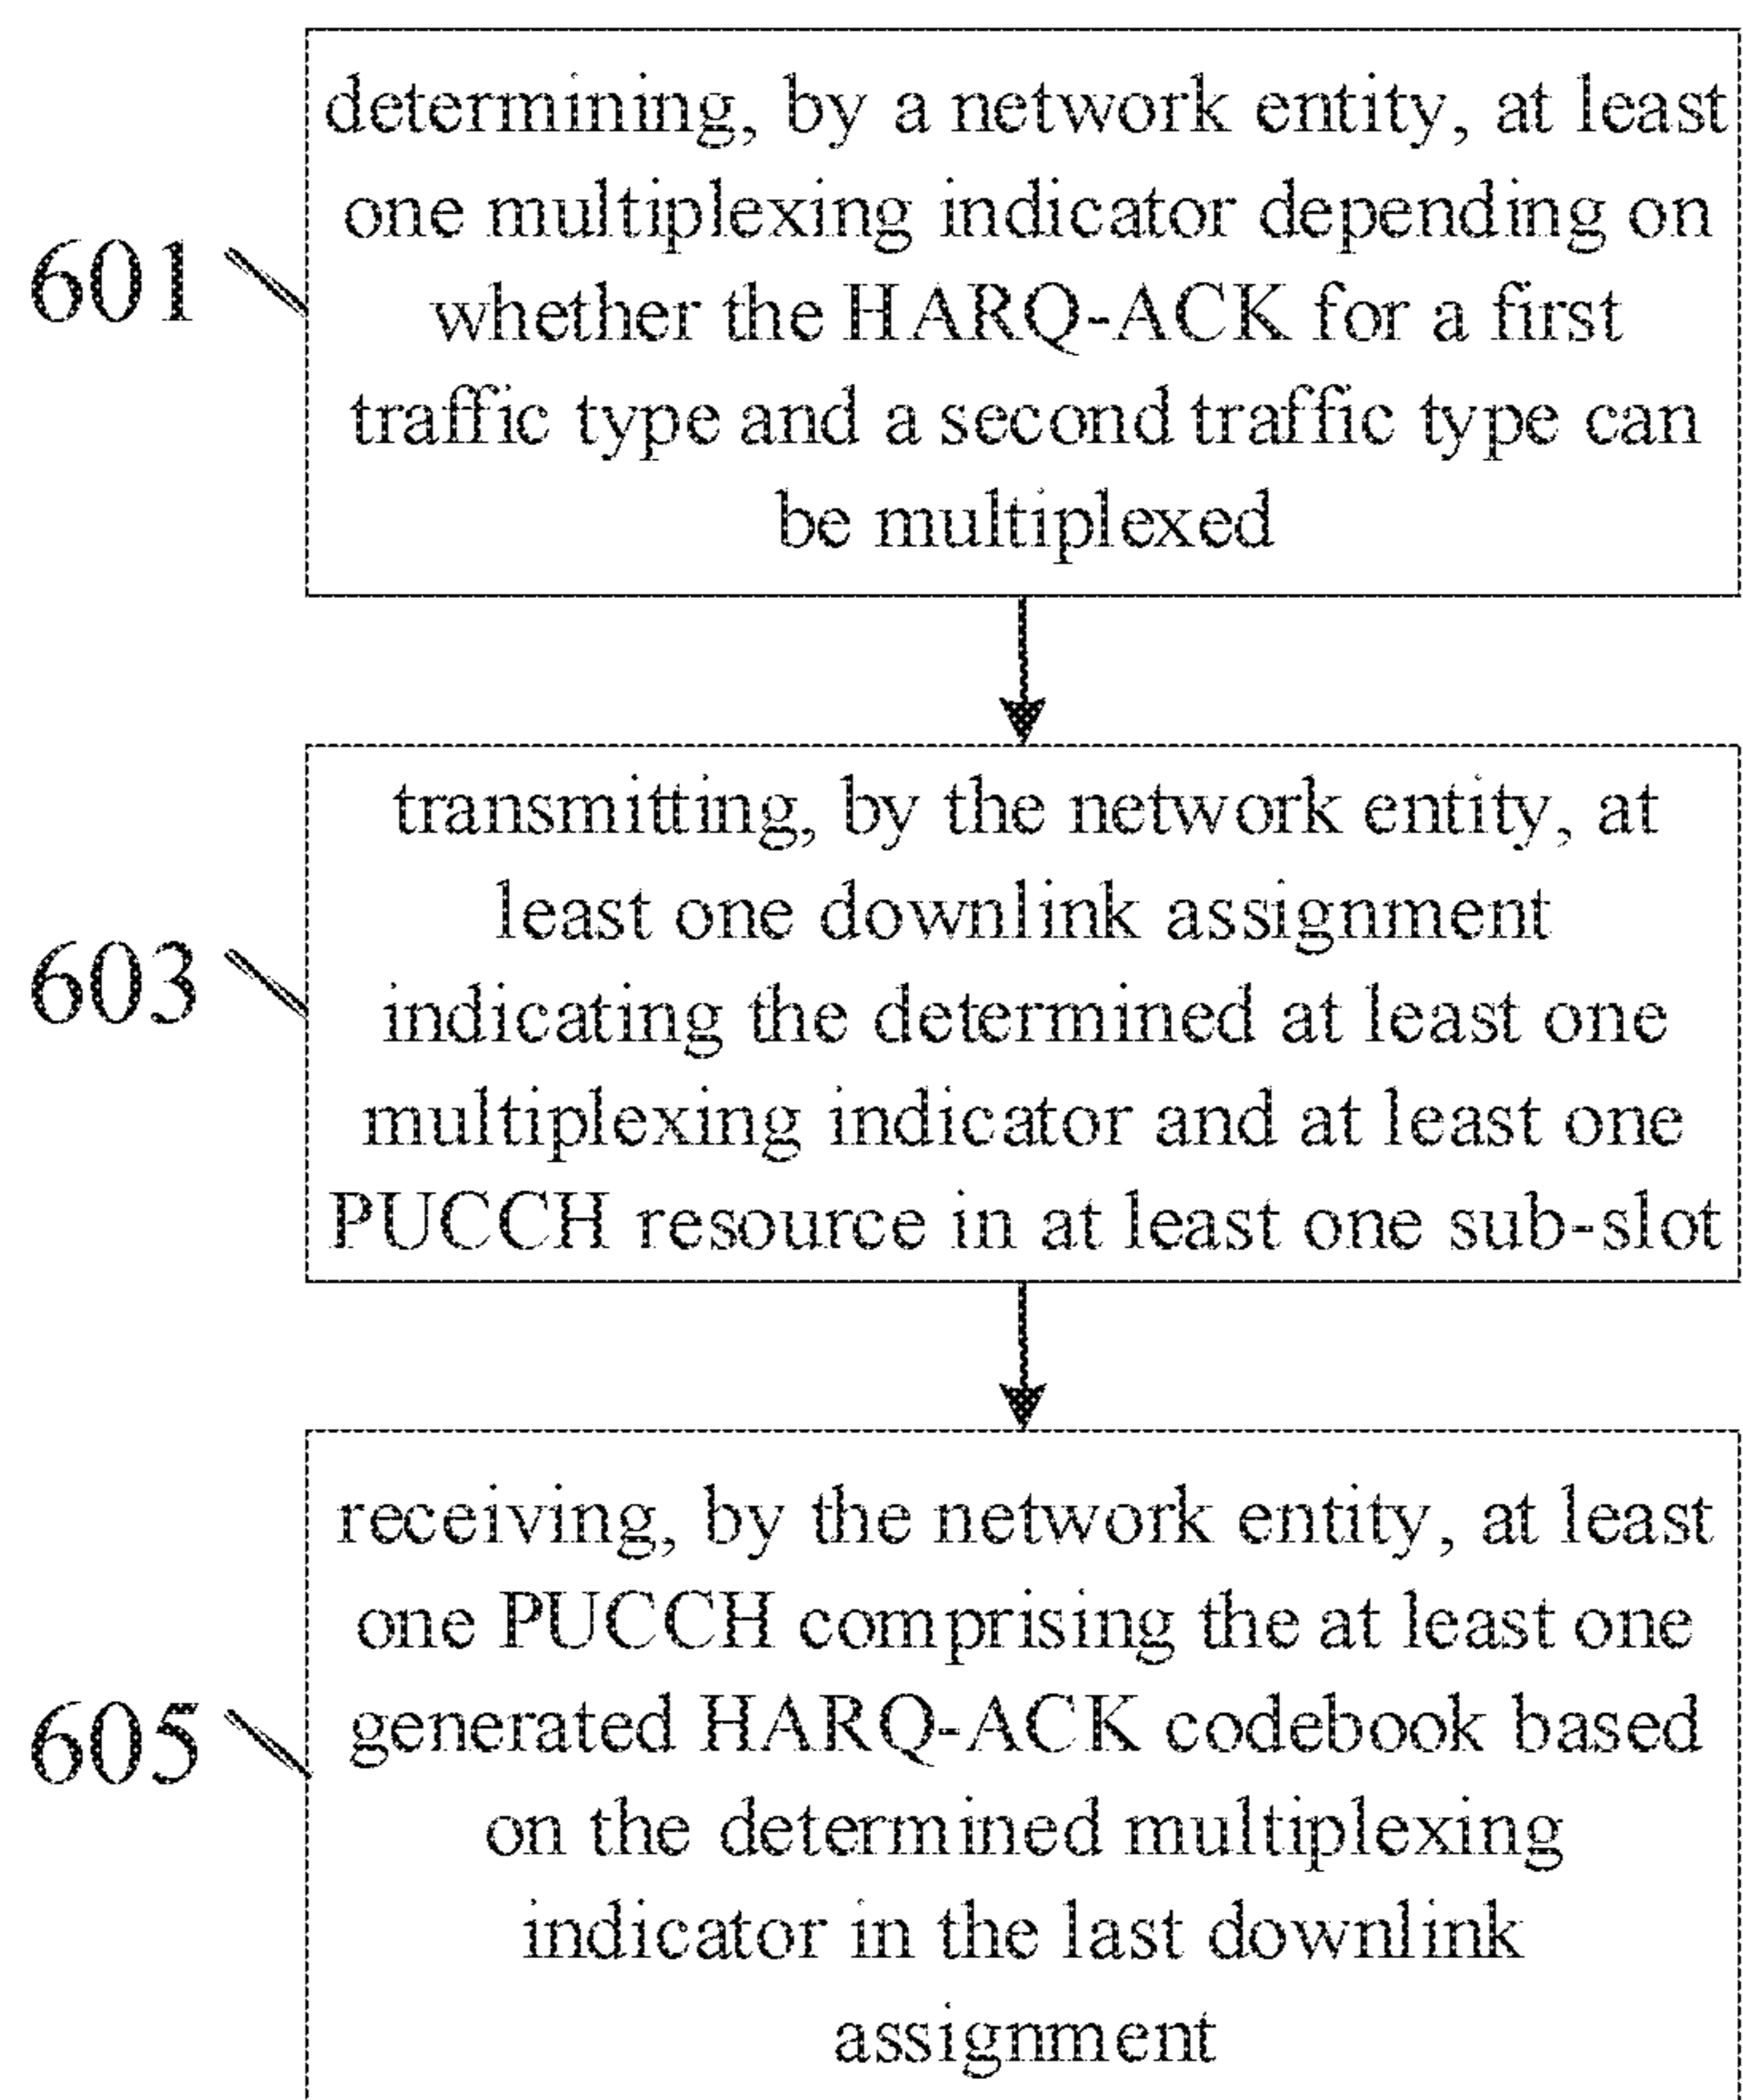 determining, by a network entity, at least
one multiplexing indicator depending on
601
whether the HARQ-ACK for a first
traffic type and a second traffic type can
be multiplexed
transmitting, by the network entity, at
least one downlink assignment
603
indicating the determined at least one
multiplexing indicator and at least one
PUCCH resource in at least one sub-slot
receiving, by the network entity, at least
one PUCCH comprising the at least one
605
generated HARQ-ACK codebook based
on the determined multiplexing
indicator in the last downlink
assignment